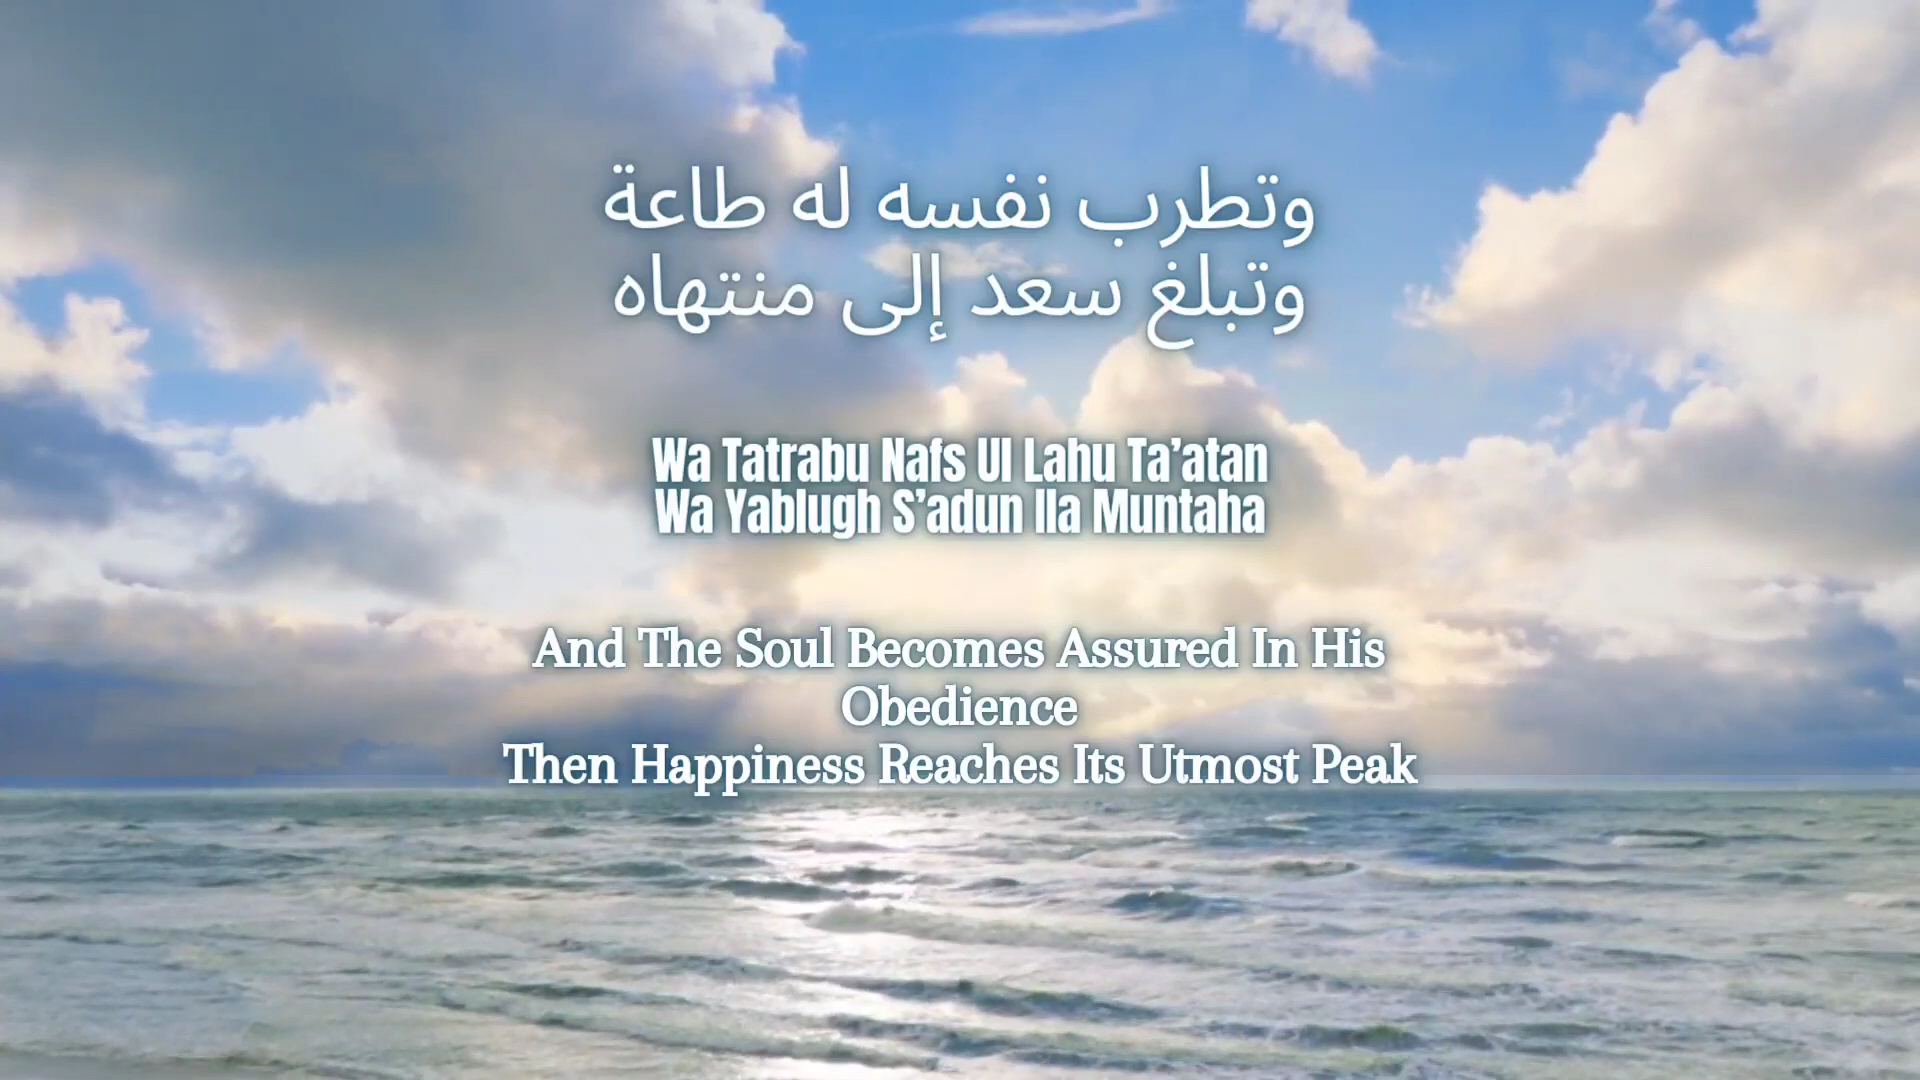 وتطرب نفسه له طاعة
وتبلغ سعد إلى منتهاه
Wa Tatrabu Nafs Ul Lahu Ta’atan
Wa Yablugh S’adun Ila Muntaha
And The Soul Becomes Assured In His
Obedience
Then Happiness Reaches Its Utmost Peak